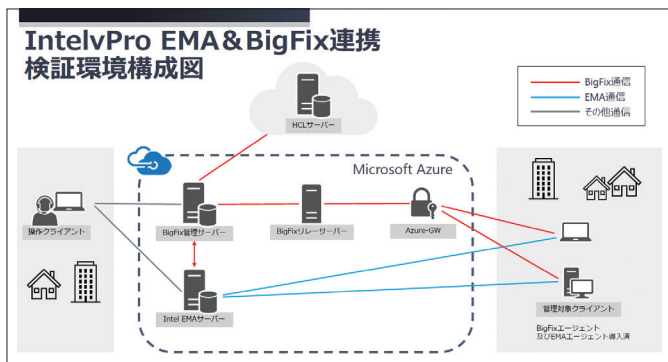 IntelvPro EMA&BigFix連携
検証環境構成図
BigFix通信
EMA通信
その他通信
HCLサーバー
Microsoft Azure
操作クライアント
BigFix管理サーバー
BigFixリレーサーバー
Azure-GW
Intel EMAサーバー
管理対象クライアント
BigFixエージェント
及びEMAエージェント導入済